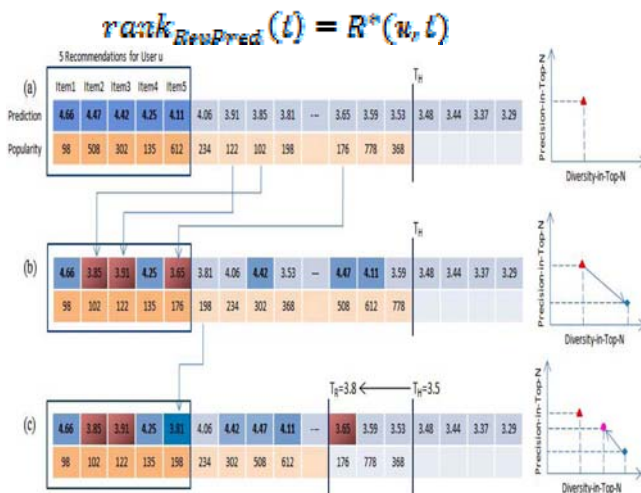 rank_RevPred (i) = R*(u, i)
5 Recommendations for User u
(a) Item1 Item2 Item3 Item4 Item5 T_H
Prediction 4.66 4.47 4.42 4.25 4.11 4.06 3.91 3.85 3.81 --- 3.65 3.59 3.53 3.48 3.44 3.37 3.29
Popularity 98 508 302 135 612 234 122 102 198 176 778 368
Precision-in-Top-N
Diversity-in-Top-N
T_H
(b) 4.66 3.85 3.91 4.25 3.65 3.81 4.06 4.42 3.53 --- 4.47 4.11 3.59 3.48 3.44 3.37 3.29
98 102 122 135 176 198 234 302 368 508 612 778
Precision-in-Top-N
Diversity-in-Top-N
T_R=3.8 T_H=3.5
(c) 4.66 3.85 3.91 4.25 3.81 4.06 4.42 4.47 4.11 --- 3.65 3.59 3.53 3.48 3.44 3.37 3.29
98 102 122 135 198 234 302 508 612 176 778 368
Precision-in-Top-N
Diversity-in-Top-N